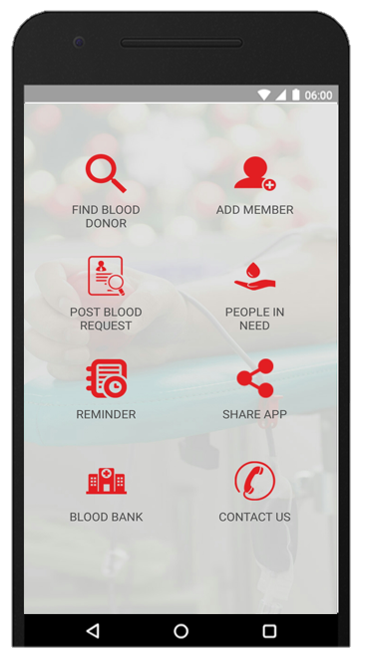 06:00
FIND BLOOD
DONOR
ADD MEMBER
POST BLOOD
REQUEST
PEOPLE IN
NEED
REMINDER
SHARE APP
BLOOD BANK
CONTACT US